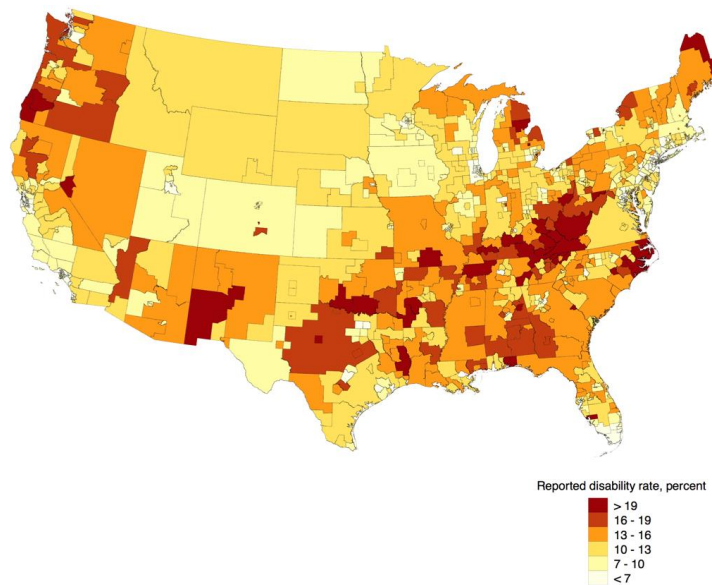 Reported disability rate, percent
> 19
16 - 19
13 - 16
10 - 13
7 - 10
< 7